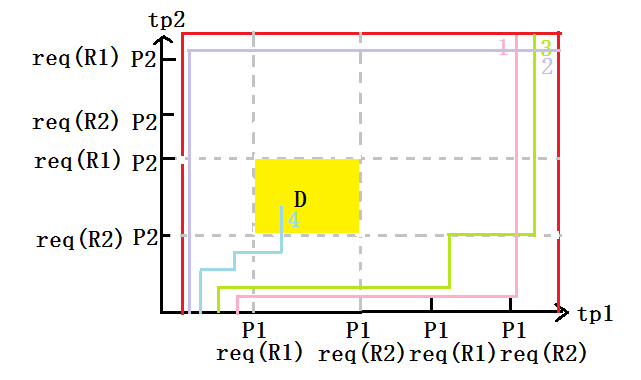 tp2
req(R1) P2
1 3
2
req(R2) P2
req(R1) P2
D
4
req(R2) P2
tp1
P1 P1 P1 P1
req(R1) req(R2) req(R1) req(R2)